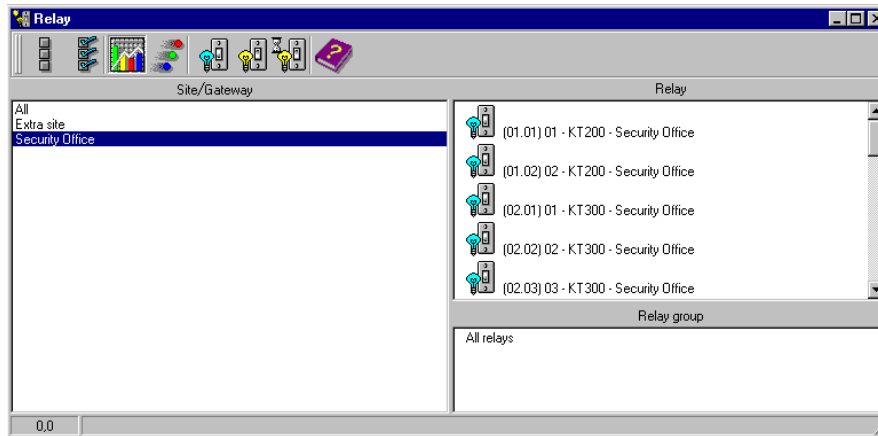 Relay
Site/Gateway
All
Extra site
Security Office
Relay
(01.01) 01 - KT200 - Security Office
(01.02) 02 - KT200 - Security Office
(02.01) 01 - KT300 - Security Office
(02.02) 02 - KT300 - Security Office
(02.03) 03 - KT300 - Security Office
Relay group
All relays
0,0